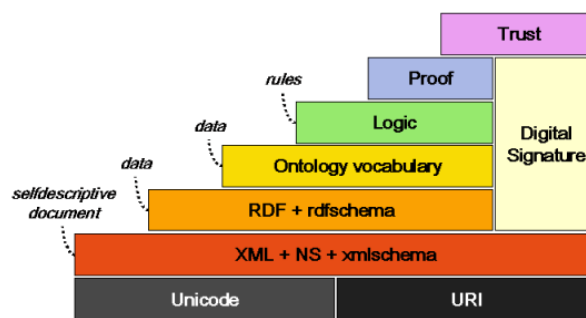 Trust
Proof
rules
Logic
Digital
Signature
data
Ontology vocabulary
data
RDF + rdfschema
selfdescriptive
document
XML + NS + xmlschema
Unicode
URI